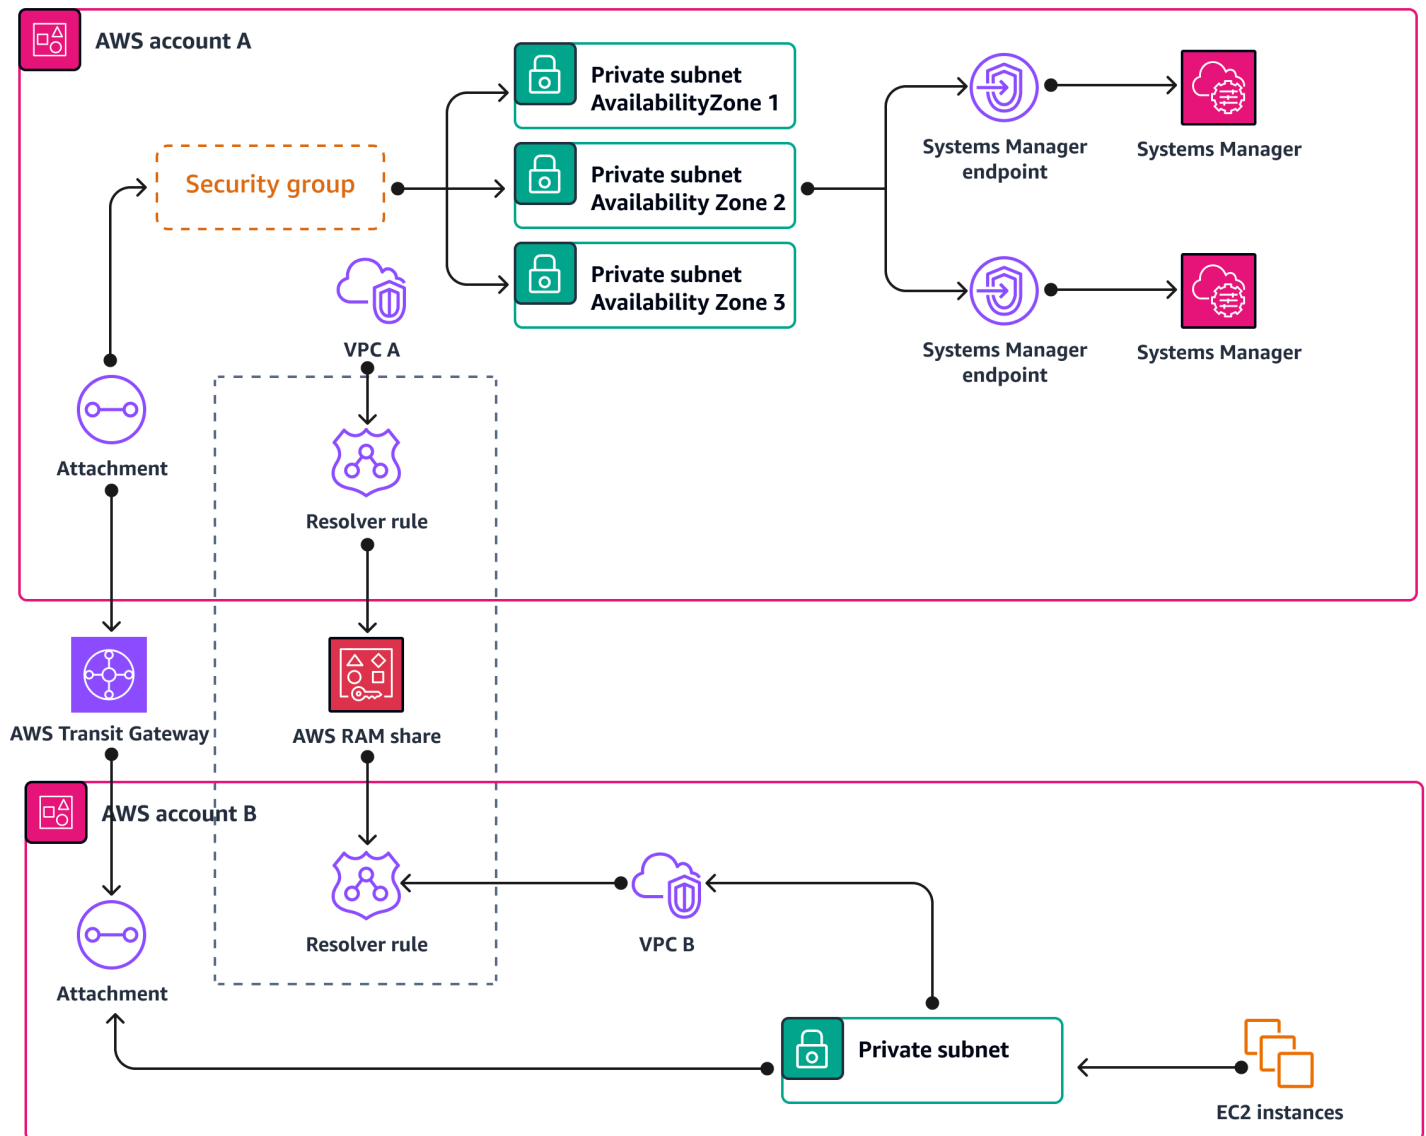 AWS account A
Private subnet
AvailabilityZone 1
Security group
Private subnet
Availability Zone 2
Private subnet
Availability Zone 3
Systems Manager
endpoint
Systems Manager
Systems Manager
endpoint
Systems Manager
VPC A
Attachment
Resolver rule
AWS Transit Gateway
AWS RAM share
AWS account B
Resolver rule
VPC B
Attachment
Private subnet
EC2 instances